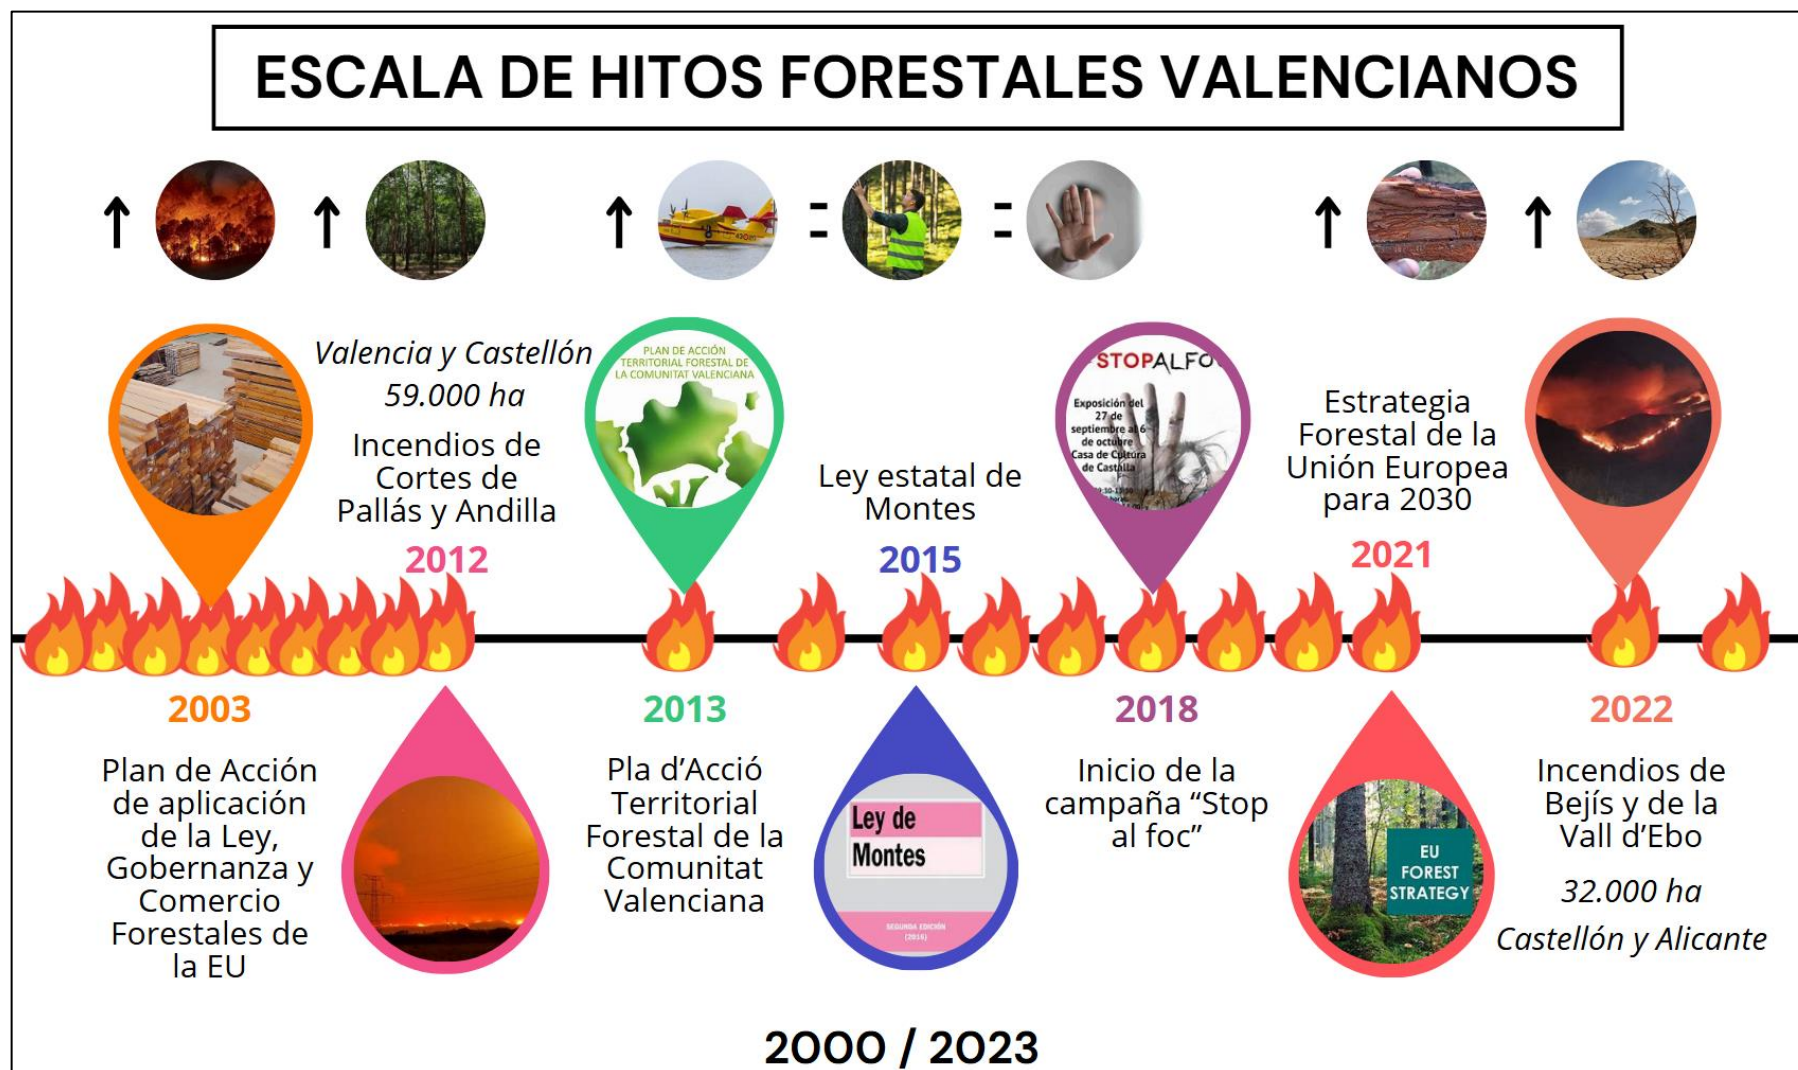 ESCALA DE HITOS FORESTALES VALENCIANOS
Valencia y Castellón
59.000 ha
Incendios de
Cortes de
Pallás y Andilla
2012
PLAN DE ACCIÓN
TERRITORIAL FORESTAL DE
LA COMUNITAT VALENCIANA
Ley estatal de
Montes
2015
STOPALFO
Exposición del
27 de
septiembre al 6
de octubre
Casa de Cultura
de Castalla
Estrategia
Forestal de la
Unión Europea
para 2030
2021
2003
Plan de Acción
de aplicación
de la Ley,
Gobernanza y
Comercio
Forestales de
la EU
2013
Pla d’Acció
Territorial
Forestal de la
Comunitat
Valenciana
Ley de
Montes
SEGUNDA EDICIÓN
(2016)
2018
Inicio de la
campaña “Stop
al foc”
EU
FOREST
STRATEGY
2022
Incendios de
Bejís y de la
Vall d’Ebo
32.000 ha
Castellón y Alicante
2000 / 2023